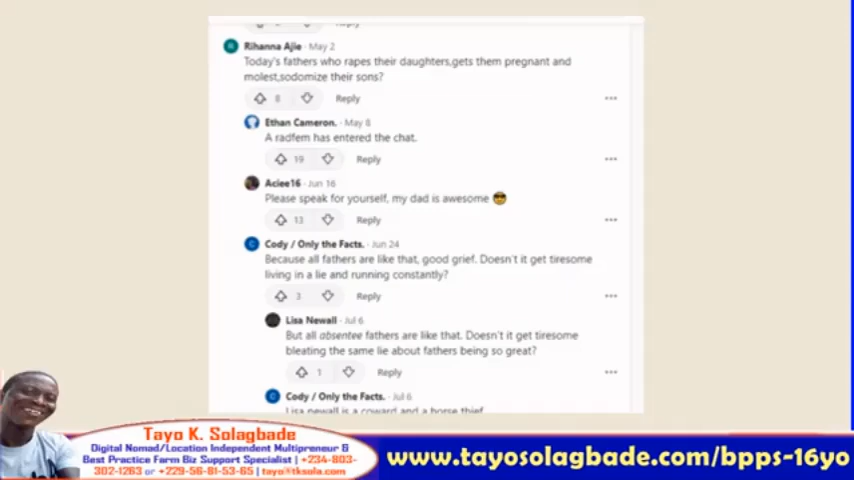 Reply
R Rihanna Ajie · May 2
Today's fathers who rapes their daughters,gets them pregnant and
molest,sodomize their sons?
8 Reply
Ethan Cameron. · May 8
A radfem has entered the chat.
19 Reply
Aciee16 · Jun 16
Please speak for yourself, my dad is awesome 😎
13 Reply
C Cody / Only the Facts. · Jun 24
Because all fathers are like that, good grief. Doesn't it get tiresome
living in a lie and running constantly?
3 Reply
Lisa Newall · Jul 6
But all absentee fathers are like that. Doesn't it get tiresome
bleating the same lie about fathers being so great?
1 Reply
C Cody / Only the Facts. · Jul 6
Lisa newall is a coward and a horse thief
Tayo K. Solagbade
Digital Nomad/Location Independent Multipreneur &
Best Practice Farm Biz Support Specialist | +234-803-
302-1263 or +229-56-81-53-65 | tayo@tksola.com
www.tayosolagbade.com/bpps-16yo